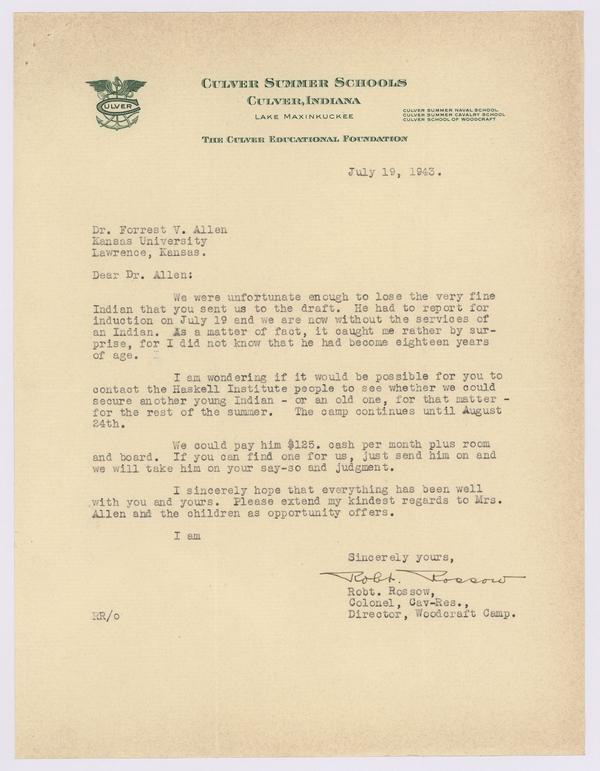 CULVER
CULVER SUMMER SCHOOLS
CULVER, INDIANA
LAKE MAXINKUCKEE
CULVER SUMMER NAVAL SCHOOL
CULVER SUMMER CAVALRY SCHOOL
CULVER SCHOOL OF WOODCRAFT
THE CULVER EDUCATIONAL FOUNDATION
July 19, 1943.
Dr. Forrest V. Allen
Kansas University
Lawrence, Kansas.
Dear Dr. Allen:
We were unfortunate enough to lose the very fine
Indian that you sent us to the draft. He had to report for
induction on July 19 and we are now without the services of
an Indian. As a matter of fact, it caught me rather by sur-
prise, for I did not know that he had become eighteen years
of age.
I am wondering if it would be possible for you to
contact the Haskell Institute people to see whether we could
secure another young Indian - or an old one, for that matter -
for the rest of the summer. The camp continues until August
24th.
We could pay him $125. cash per month plus room
and board. If you can find one for us, just send him on and
we will take him on your say-so and judgment.
I sincerely hope that everything has been well
with you and yours. Please extend my kindest regards to Mrs.
Allen and the children as opportunity offers.
I am
Sincerely yours,
Robt. Rossow
Robt. Rossow,
Colonel, Cav-Res.,
Director, Woodcraft Camp.
RR/o